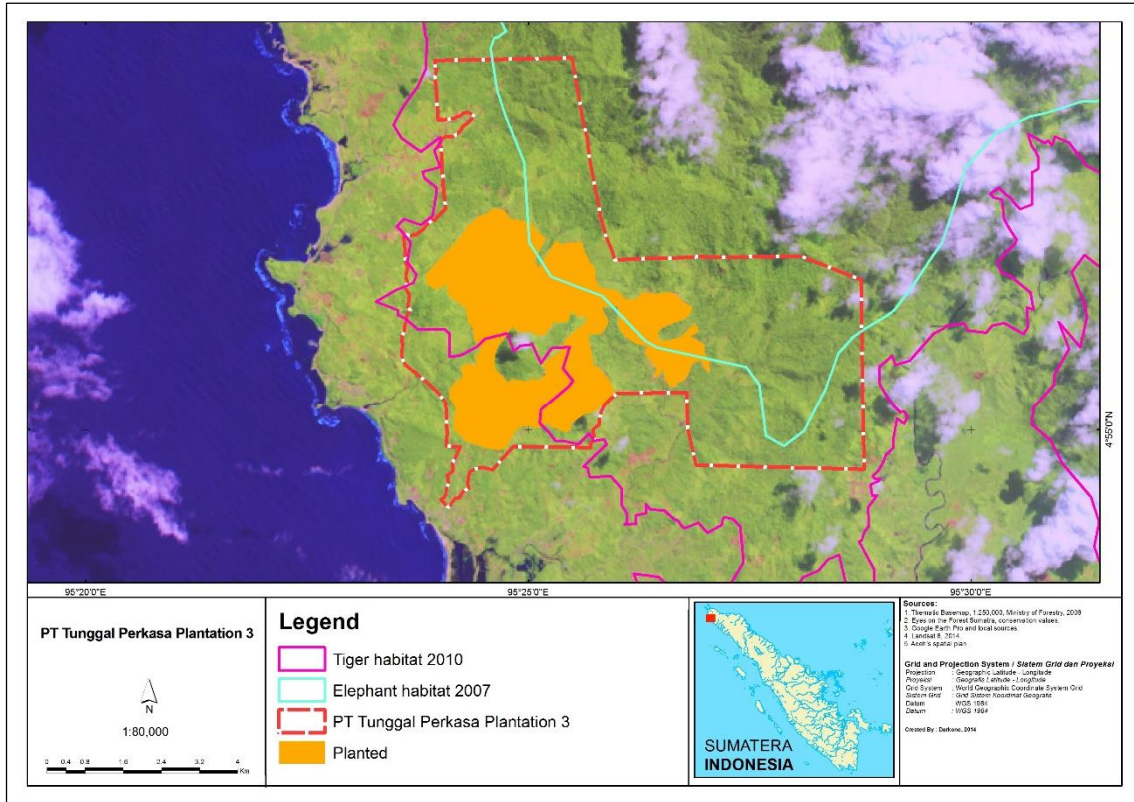 4°55'0"N
95°20'0"E
95°25'0"E
95°30'0"E
PT Tunggal Perkasa Plantation 3
N
1:80,000
0 0.4 0.8 1.6 2.4 3.2 4
Km
Legend
Tiger habitat 2010
Elephant habitat 2007
PT Tunggal Perkasa Plantation 3
Planted
SUMATERA
INDONESIA
Sources:
1. Thematic Basemap, 1:250,000, Ministry of Forestry,
2. Eyes on the Forest Sumatra, conservation values.
3. Google Earth Pro and local sources.
4. Landsat 8, 2014.
5. Aceh's spatial plan
Grid and Projection System / Sistem Grid dan Proyeksi
Projection : Geographic Latitude - Longitude
Proyeksi : Geografis Latitude - Longitude
Grid System : World Geographic Coordinate System Grid
Sistem Grid : Grid Sistem Koordinat Geografis
Datum : WGS 1984
Datum : WGS 1984
Created By : Darkono, 2014